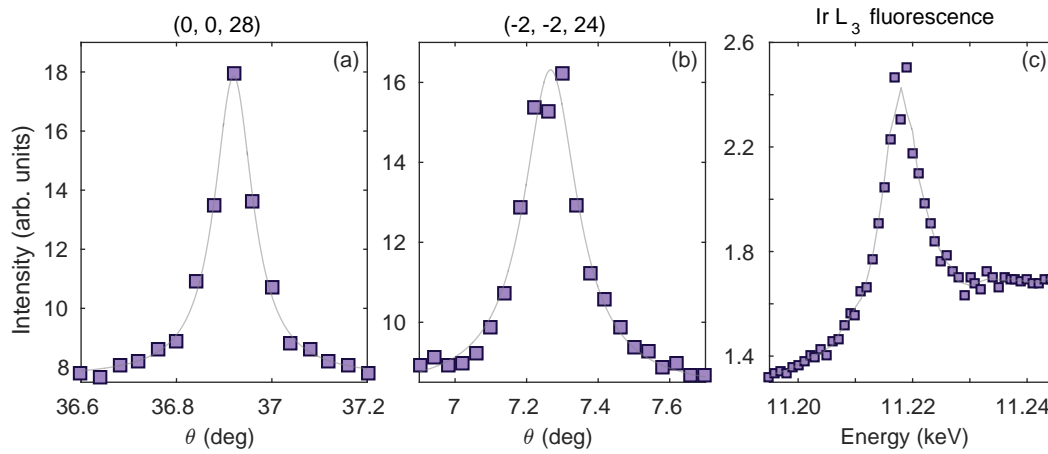 (0, 0, 28)
(-2, -2, 24)
Ir L3 fluorescence
(a)
(b)
(c)
Intensity (arb. units)
18
16
14
12
10
8
36.6
36.8
37
37.2
θ (deg)
16
14
12
10
7
7.2
7.4
7.6
θ (deg)
2.6
2.2
1.8
1.4
11.20
11.22
11.24
Energy (keV)